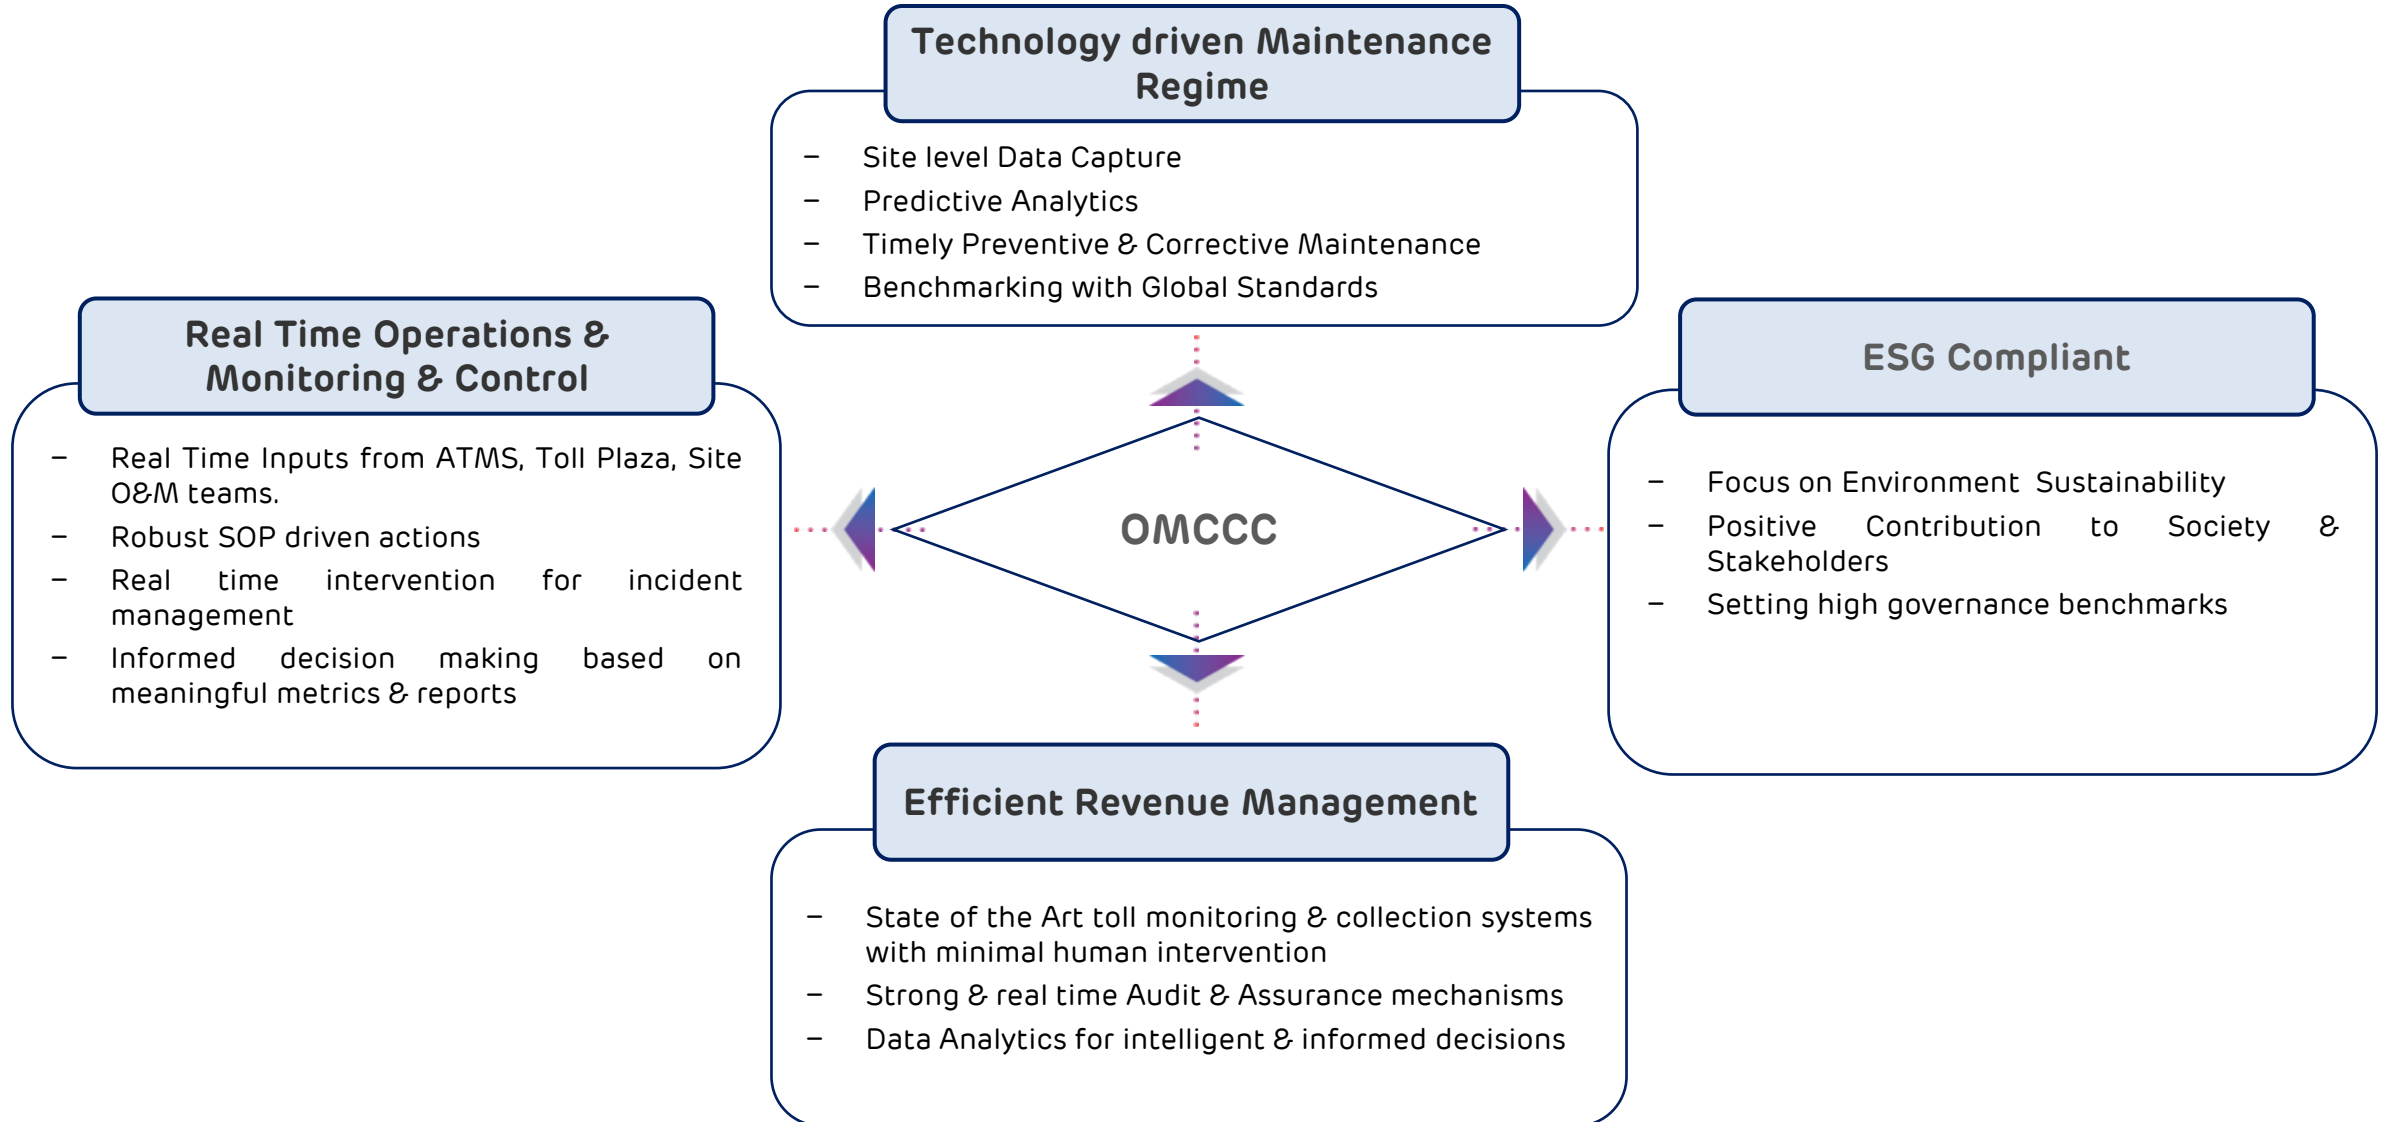 Technology driven Maintenance
Regime
– Site level Data Capture
– Predictive Analytics
– Timely Preventive & Corrective Maintenance
– Benchmarking with Global Standards
Real Time Operations &
Monitoring & Control
– Real Time Inputs from ATMS, Toll Plaza, Site
O&M teams.
– Robust SOP driven actions
– Real time intervention for incident
management
– Informed decision making based on
meaningful metrics & reports
OMCCC
ESG Compliant
– Focus on Environment  Sustainability
– Positive Contribution to Society &
Stakeholders
– Setting high governance benchmarks
Efficient Revenue Management
– State of the Art toll monitoring & collection systems
with minimal human intervention
– Strong & real time Audit & Assurance mechanisms
– Data Analytics for intelligent & informed decisions